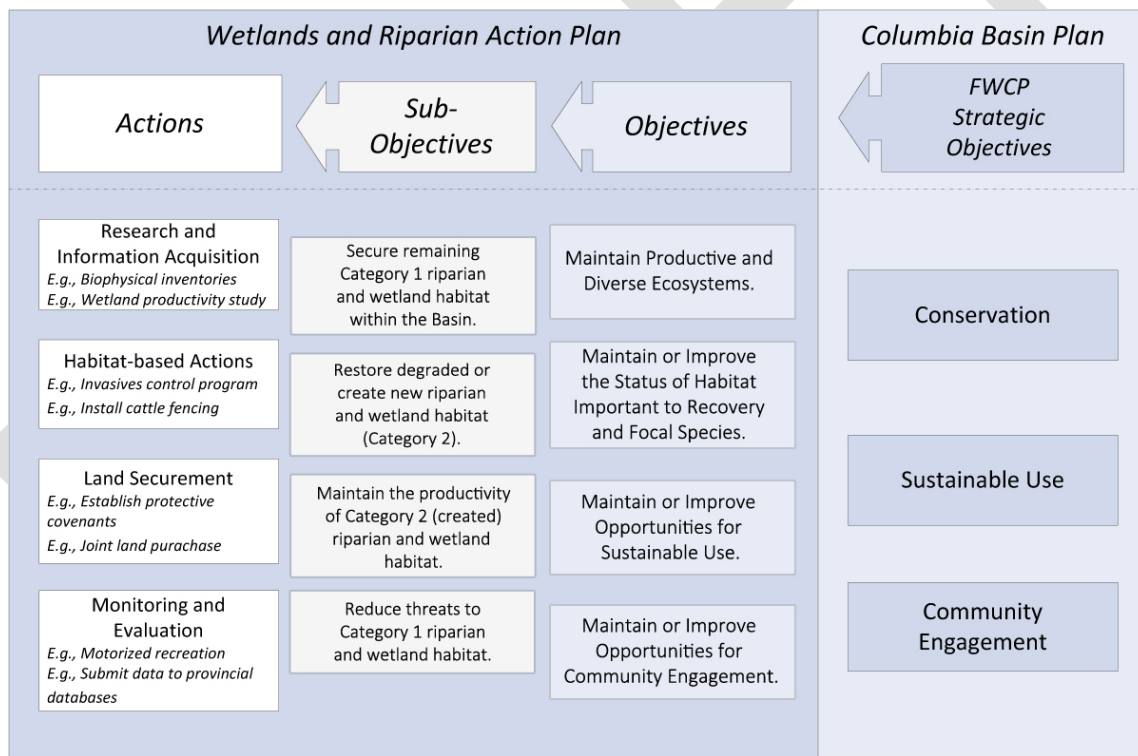 Wetlands and Riparian Action Plan
Columbia Basin Plan
Actions
Sub-
Objectives
Objectives
FWCP
Strategic
Objectives
Research and
Information Acquisition
E.g., Biophysical inventories
E.g., Wetland productivity study
Habitat-based Actions
E.g., Invasives control program
E.g., Install cattle fencing
Land Securement
E.g., Establish protective
covenants
E.g., Joint land purachase
Monitoring and
Evaluation
E.g., Motorized recreation
E.g., Submit data to provincial
databases
Secure remaining
Category 1 riparian
and wetland habitat
within the Basin.
Restore degraded or
create new riparian
and wetland habitat
(Category 2).
Maintain the productivity
of Category 2 (created)
riparian and wetland
habitat.
Reduce threats to
Category 1 riparian
and wetland habitat.
Maintain Productive and
Diverse Ecosystems.
Maintain or Improve
the Status of Habitat
Important to Recovery
and Focal Species.
Maintain or Improve
Opportunities for
Sustainable Use.
Maintain or Improve
Opportunities for
Community Engagement.
Conservation
Sustainable Use
Community
Engagement